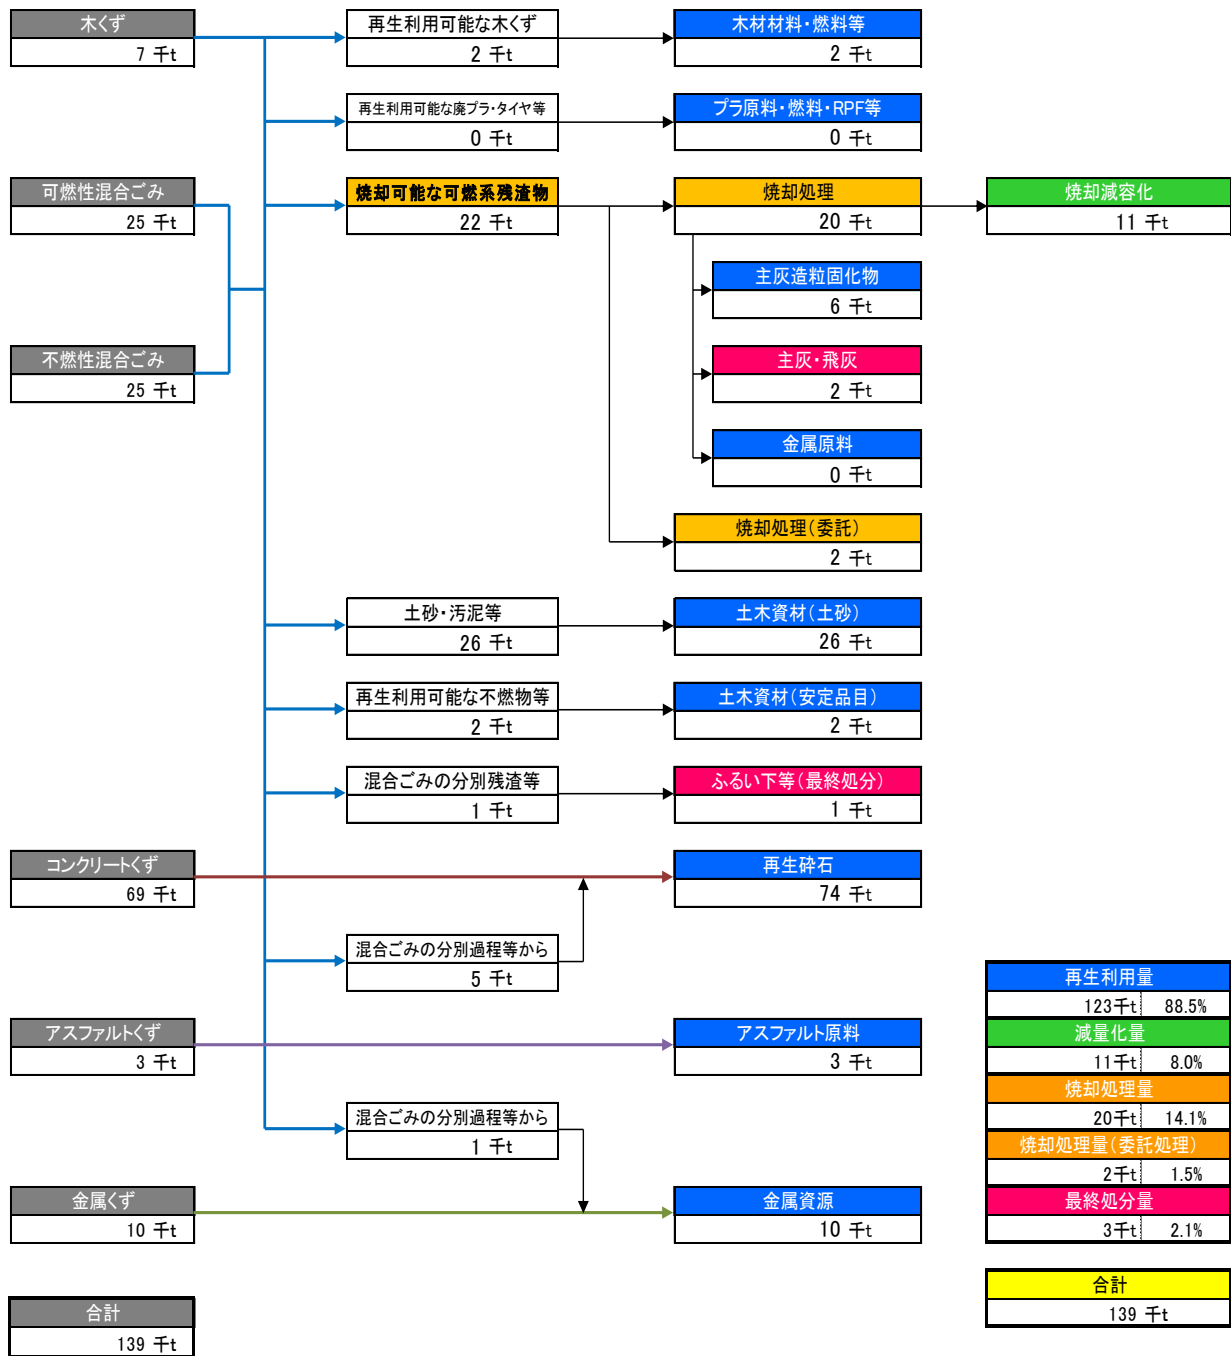 木くず
7 千t
再生利用可能な木くず
2 千t
木材材料・燃料等
2 千t
再生利用可能な廃プラ・タイヤ等
0 千t
プラ原料・燃料・RPF等
0 千t
可燃性混合ごみ
25 千t
焼却可能な可燃系残渣物
22 千t
焼却処理
20 千t
焼却減容化
11 千t
主灰造粒固化物
6 千t
不燃性混合ごみ
25 千t
主灰・飛灰
2 千t
金属原料
0 千t
焼却処理(委託)
2 千t
土砂・汚泥等
26 千t
土木資材(土砂)
26 千t
再生利用可能な不燃物等
2 千t
土木資材(安定品目)
2 千t
混合ごみの分別残渣等
1 千t
ふるい下等(最終処分)
1 千t
コンクリートくず
69 千t
再生砕石
74 千t
混合ごみの分別過程等から
5 千t
アスファルトくず
3 千t
アスファルト原料
3 千t
混合ごみの分別過程等から
1 千t
金属くず
10 千t
金属資源
10 千t
合計
139 千t
再生利用量
123千t 88.5%
減量化量
11千t 8.0%
焼却処理量
20千t 14.1%
焼却処理量(委託処理)
2千t 1.5%
最終処分量
3千t 2.1%
合計
139 千t